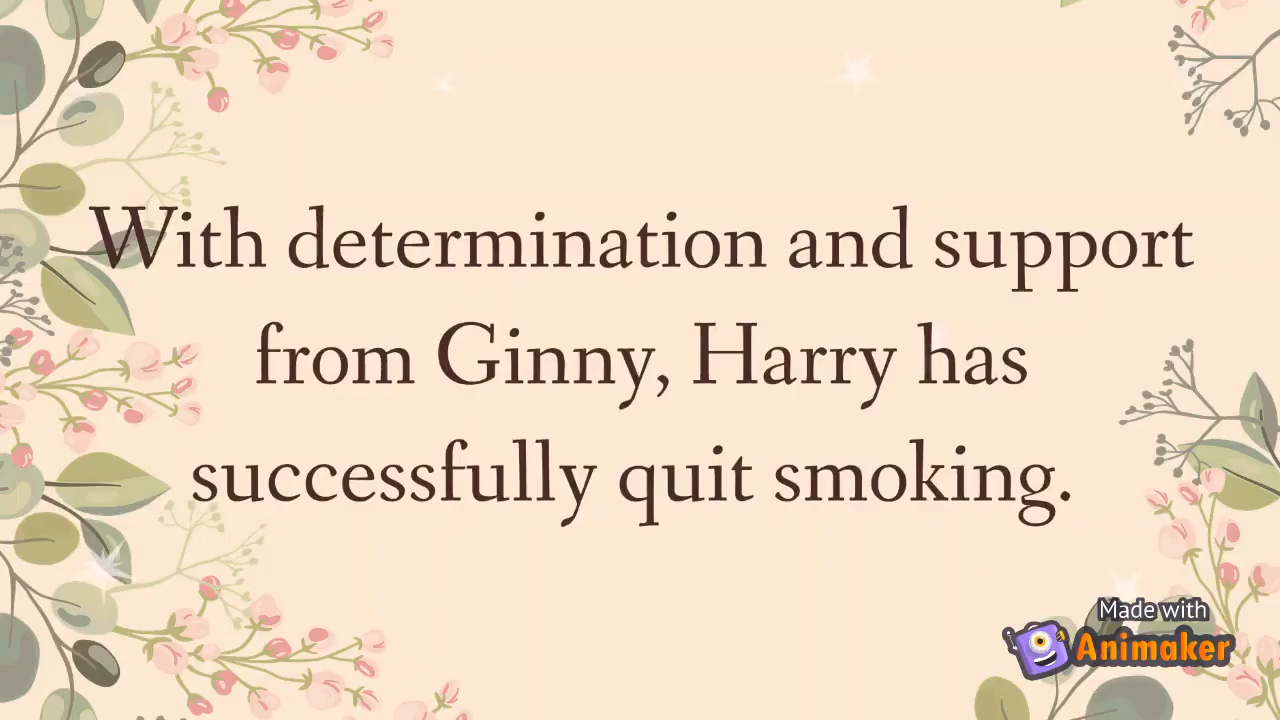 With determination and support
from Ginny, Harry has
successfully quit smoking.
Made with
Animaker